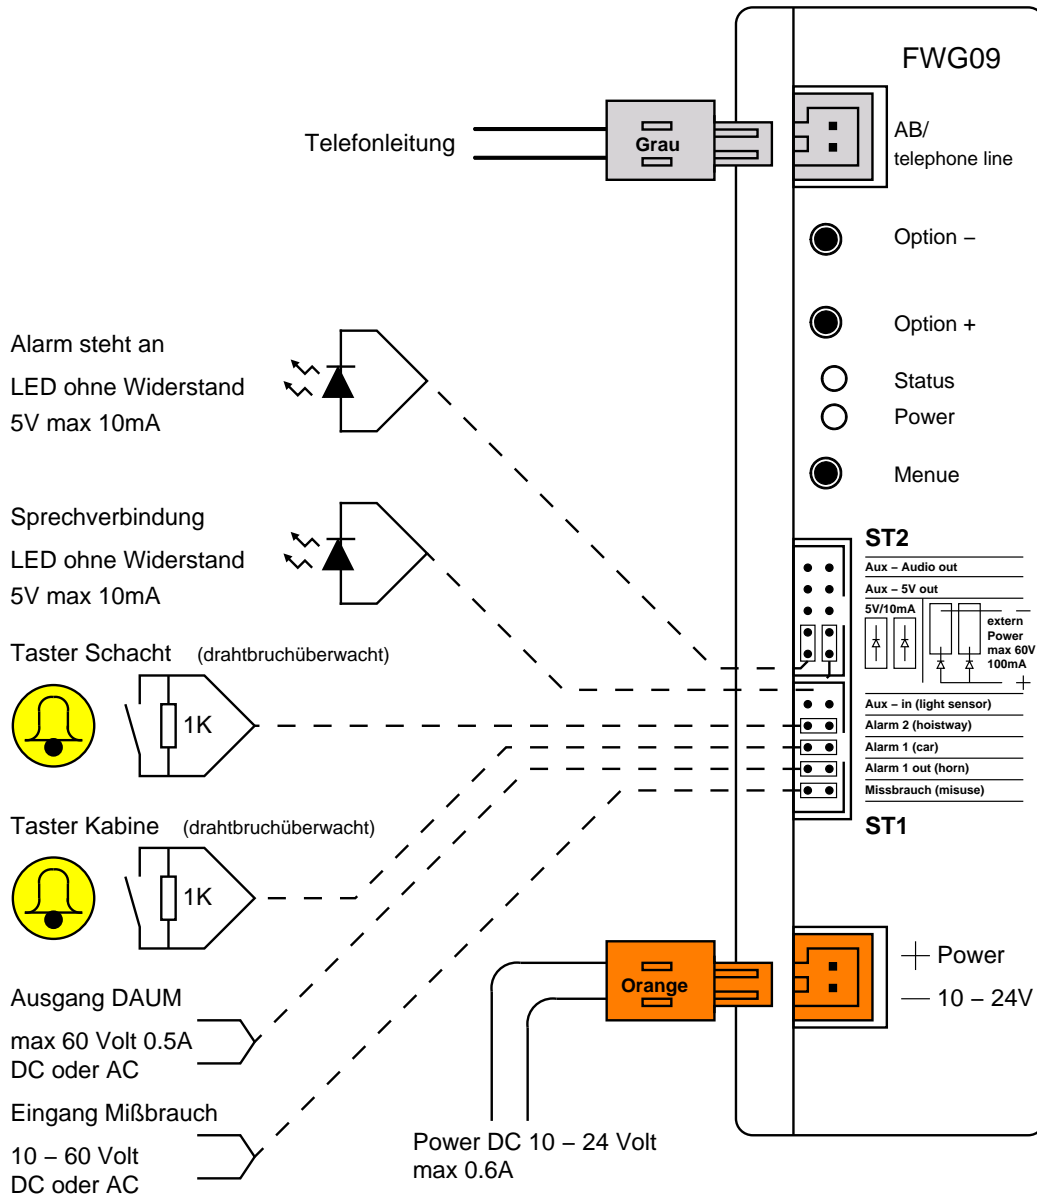 FWG09
Telefonleitung
Grau
AB/
telephone line
Option −
Option +
Status
Power
Menue
Alarm steht an
LED ohne Widerstand
5V max 10mA
Sprechverbindung
LED ohne Widerstand
5V max 10mA
ST2
Aux − Audio out
Aux − 5V out
5V/10mA
extern
Power
max 60V
100mA
Aux − in (light sensor)
Alarm 2 (hoistway)
Alarm 1 (car)
Alarm 1 out (horn)
Missbrauch (misuse)
ST1
Taster Schacht (drahtbruchüberwacht)
1K
Taster Kabine (drahtbruchüberwacht)
1K
Ausgang DAUM
max 60 Volt 0.5A
DC oder AC
Eingang Mißbrauch
10 − 60 Volt
DC oder AC
Orange
+ Power
− 10 − 24V
Power DC 10 − 24 Volt
max 0.6A